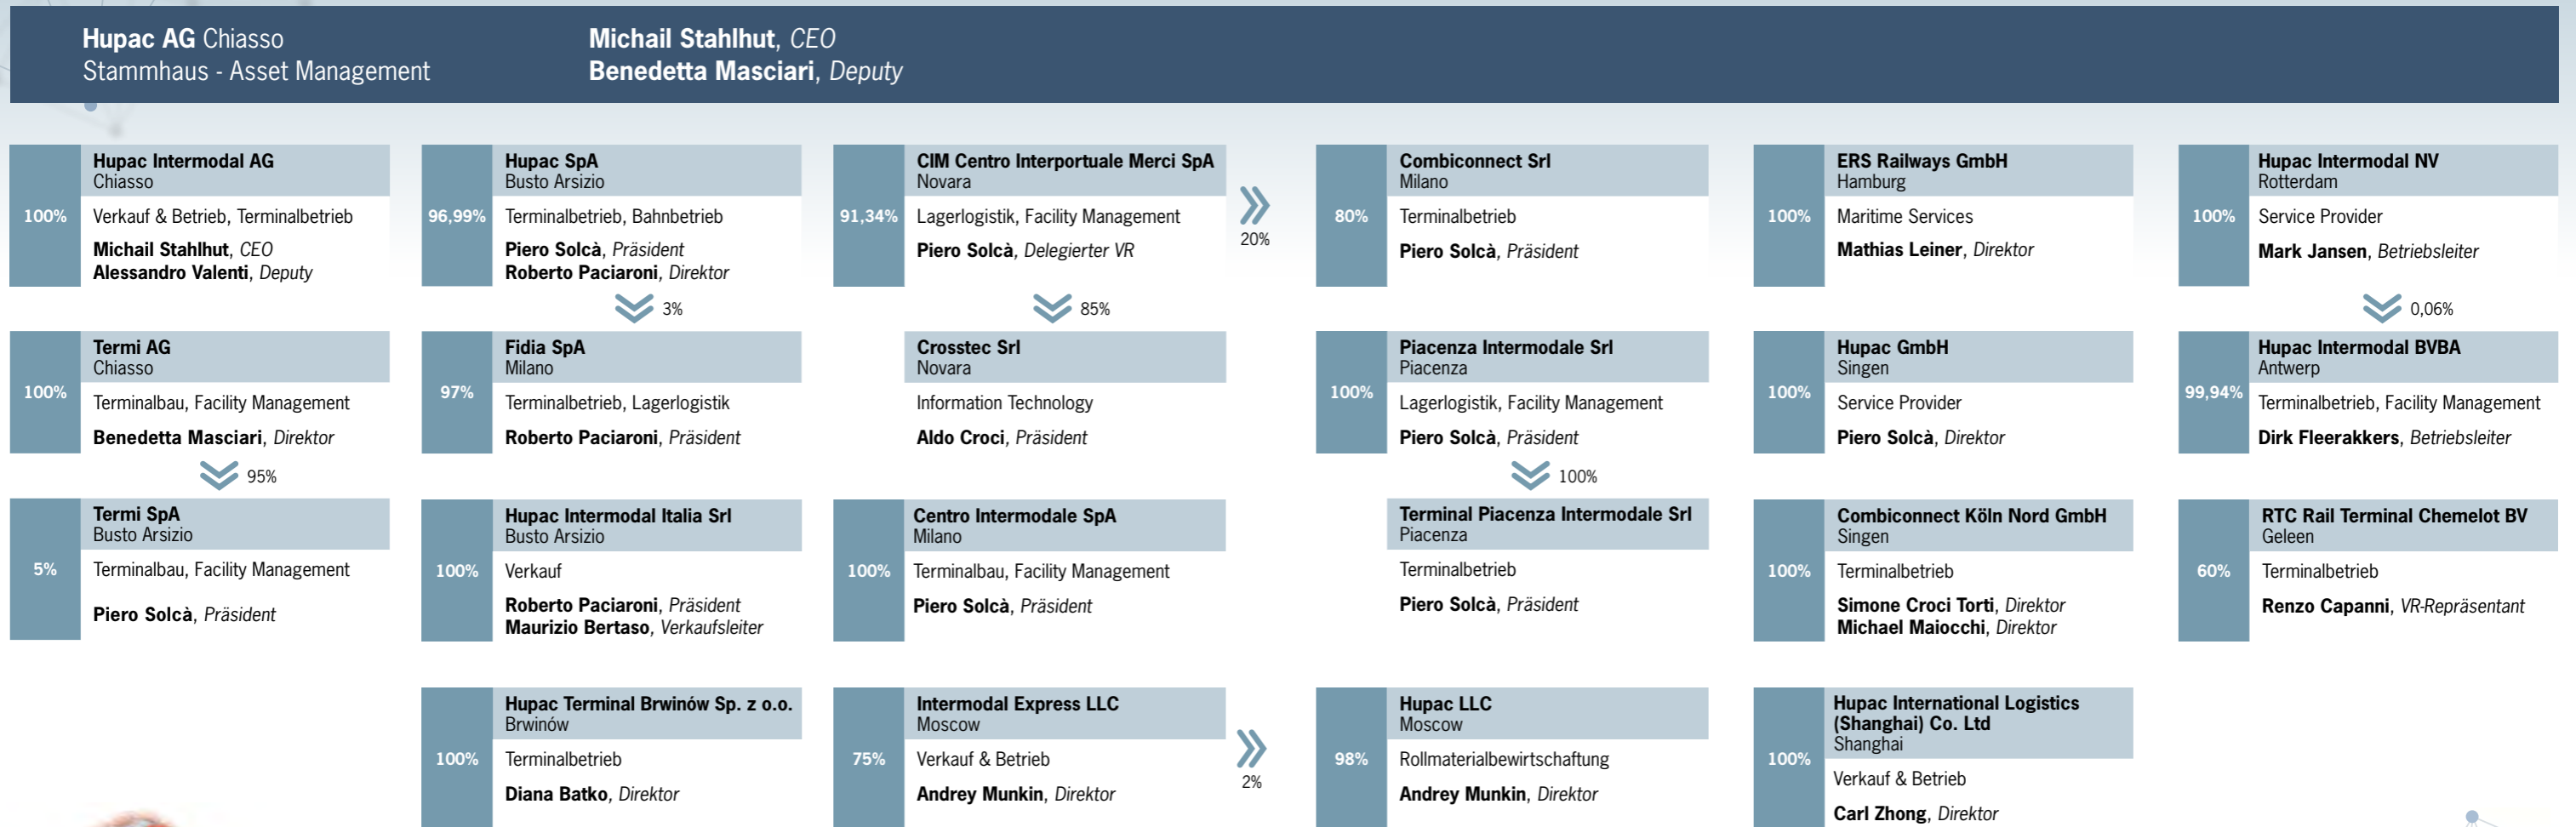 Hupac AG Chiasso
Stammhaus - Asset Management
Michail Stahlhut, CEO
Benedetta Masciari, Deputy
100%
Hupac Intermodal AG
Chiasso
Verkauf & Betrieb, Terminalbetrieb
Michail Stahlhut, CEO
Alessandro Valenti, Deputy
96,99%
Hupac SpA
Busto Arsizio
Terminalbetrieb, Bahnbetrieb
Piero Solcà, Präsident
Roberto Paciaroni, Direktor
3%
91,34%
CIM Centro Interportuale Merci SpA
Novara
Lagerlogistik, Facility Management
Piero Solcà, Delegierter VR
20%
85%
80%
Combiconnect Srl
Milano
Terminalbetrieb
Piero Solcà, Präsident
100%
ERS Railways GmbH
Hamburg
Maritime Services
Mathias Leiner, Direktor
100%
Hupac Intermodal NV
Rotterdam
Service Provider
Mark Jansen, Betriebsleiter
0,06%
100%
Termi AG
Chiasso
Terminalbau, Facility Management
Benedetta Masciari, Direktor
95%
97%
Fidia SpA
Milano
Terminalbetrieb, Lagerlogistik
Roberto Paciaroni, Präsident
Crosstec Srl
Novara
Information Technology
Aldo Croci, Präsident
100%
Piacenza Intermodale Srl
Piacenza
Lagerlogistik, Facility Management
Piero Solcà, Präsident
100%
100%
Hupac GmbH
Singen
Service Provider
Piero Solcà, Direktor
99,94%
Hupac Intermodal BVBA
Antwerp
Terminalbetrieb, Facility Management
Dirk Fleerakkers, Betriebsleiter
5%
Termi SpA
Busto Arsizio
Terminalbau, Facility Management
Piero Solcà, Präsident
100%
Hupac Intermodal Italia Srl
Busto Arsizio
Verkauf
Roberto Paciaroni, Präsident
Maurizio Bertaso, Verkaufsleiter
100%
Centro Intermodale SpA
Milano
Terminalbau, Facility Management
Piero Solcà, Präsident
Terminal Piacenza Intermodale Srl
Piacenza
Terminalbetrieb
Piero Solcà, Präsident
100%
Combiconnect Köln Nord GmbH
Singen
Terminalbetrieb
Simone Croci Torti, Direktor
Michael Maiocchi, Direktor
60%
RTC Rail Terminal Chemelot BV
Geleen
Terminalbetrieb
Renzo Capanni, VR-Repräsentant
100%
Hupac Terminal Brwinów Sp. z o.o.
Brwinów
Terminalbetrieb
Diana Batko, Direktor
75%
Intermodal Express LLC
Moscow
Verkauf & Betrieb
Andrey Munkin, Direktor
2%
98%
Hupac LLC
Moscow
Rollmaterialbewirtschaftung
Andrey Munkin, Direktor
100%
Hupac International Logistics
(Shanghai) Co. Ltd
Shanghai
Verkauf & Betrieb
Carl Zhong, Direktor